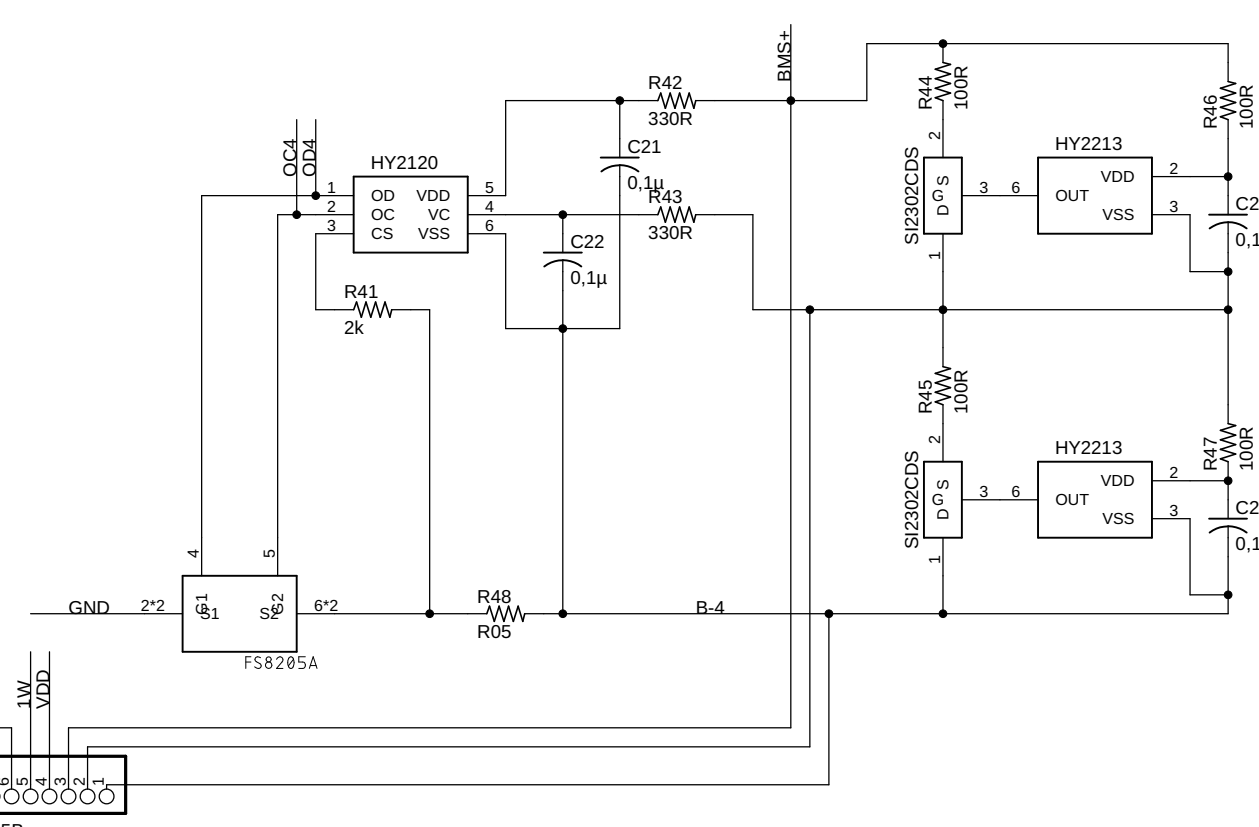 BMS+
R42
330R
R44
100R
R46
100R
OC4
OD4
HY2120
1
2
3
OD
OC
CS
VDD
VC
VSS
5
4
6
C21
0,1µ
R43
330R
C22
0,1µ
R41
2k
2
SI2302CDS
S
G
D
3
6
1
HY2213
OUT
VDD
VSS
2
3
C2
0,1
R45
100R
R47
100R
2
SI2302CDS
S
G
D
3
6
1
HY2213
OUT
VDD
VSS
2
3
C2
0,1
4
5
GND
2*2
G1
S1
G2
S2
6*2
R48
R05
B-4
FS8205A
1W
VDD
6
5
4
3
2
1